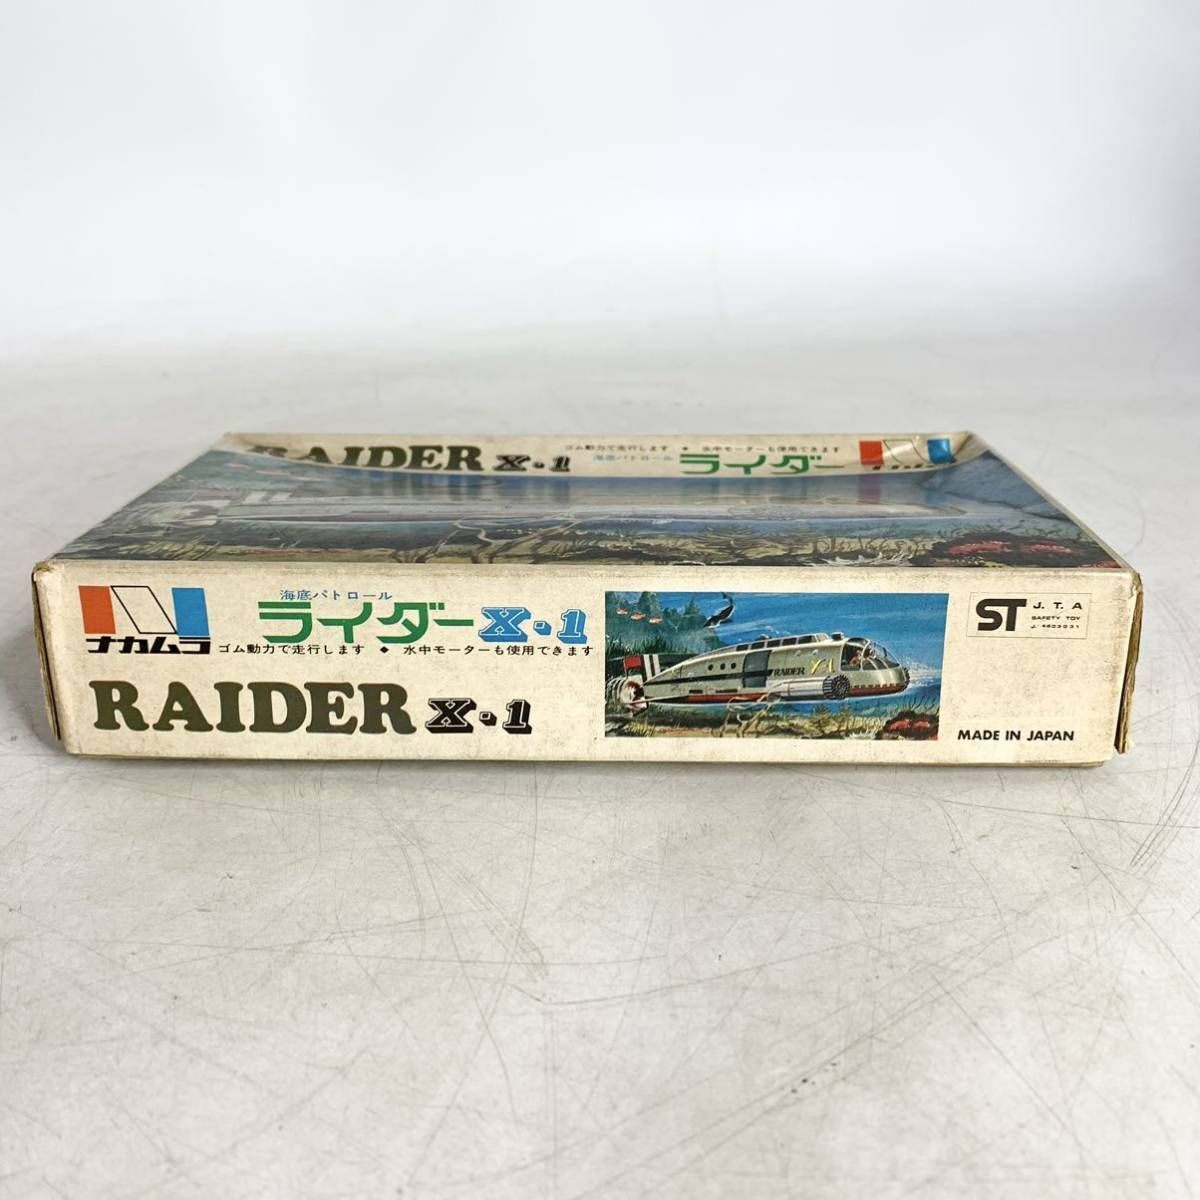 RAIDER X・1
ゴム動力で走行します ◆ 水中モーターも使用できます
海底パトロール
ライダー
ナカムラ
海底パトロール
ライダー X・1
ゴム動力で走行します ◆ 水中モーターも使用できます
RAIDER X・1
RAIDER
ST
J. T. A
SAFETY TOY
MADE IN JAPAN